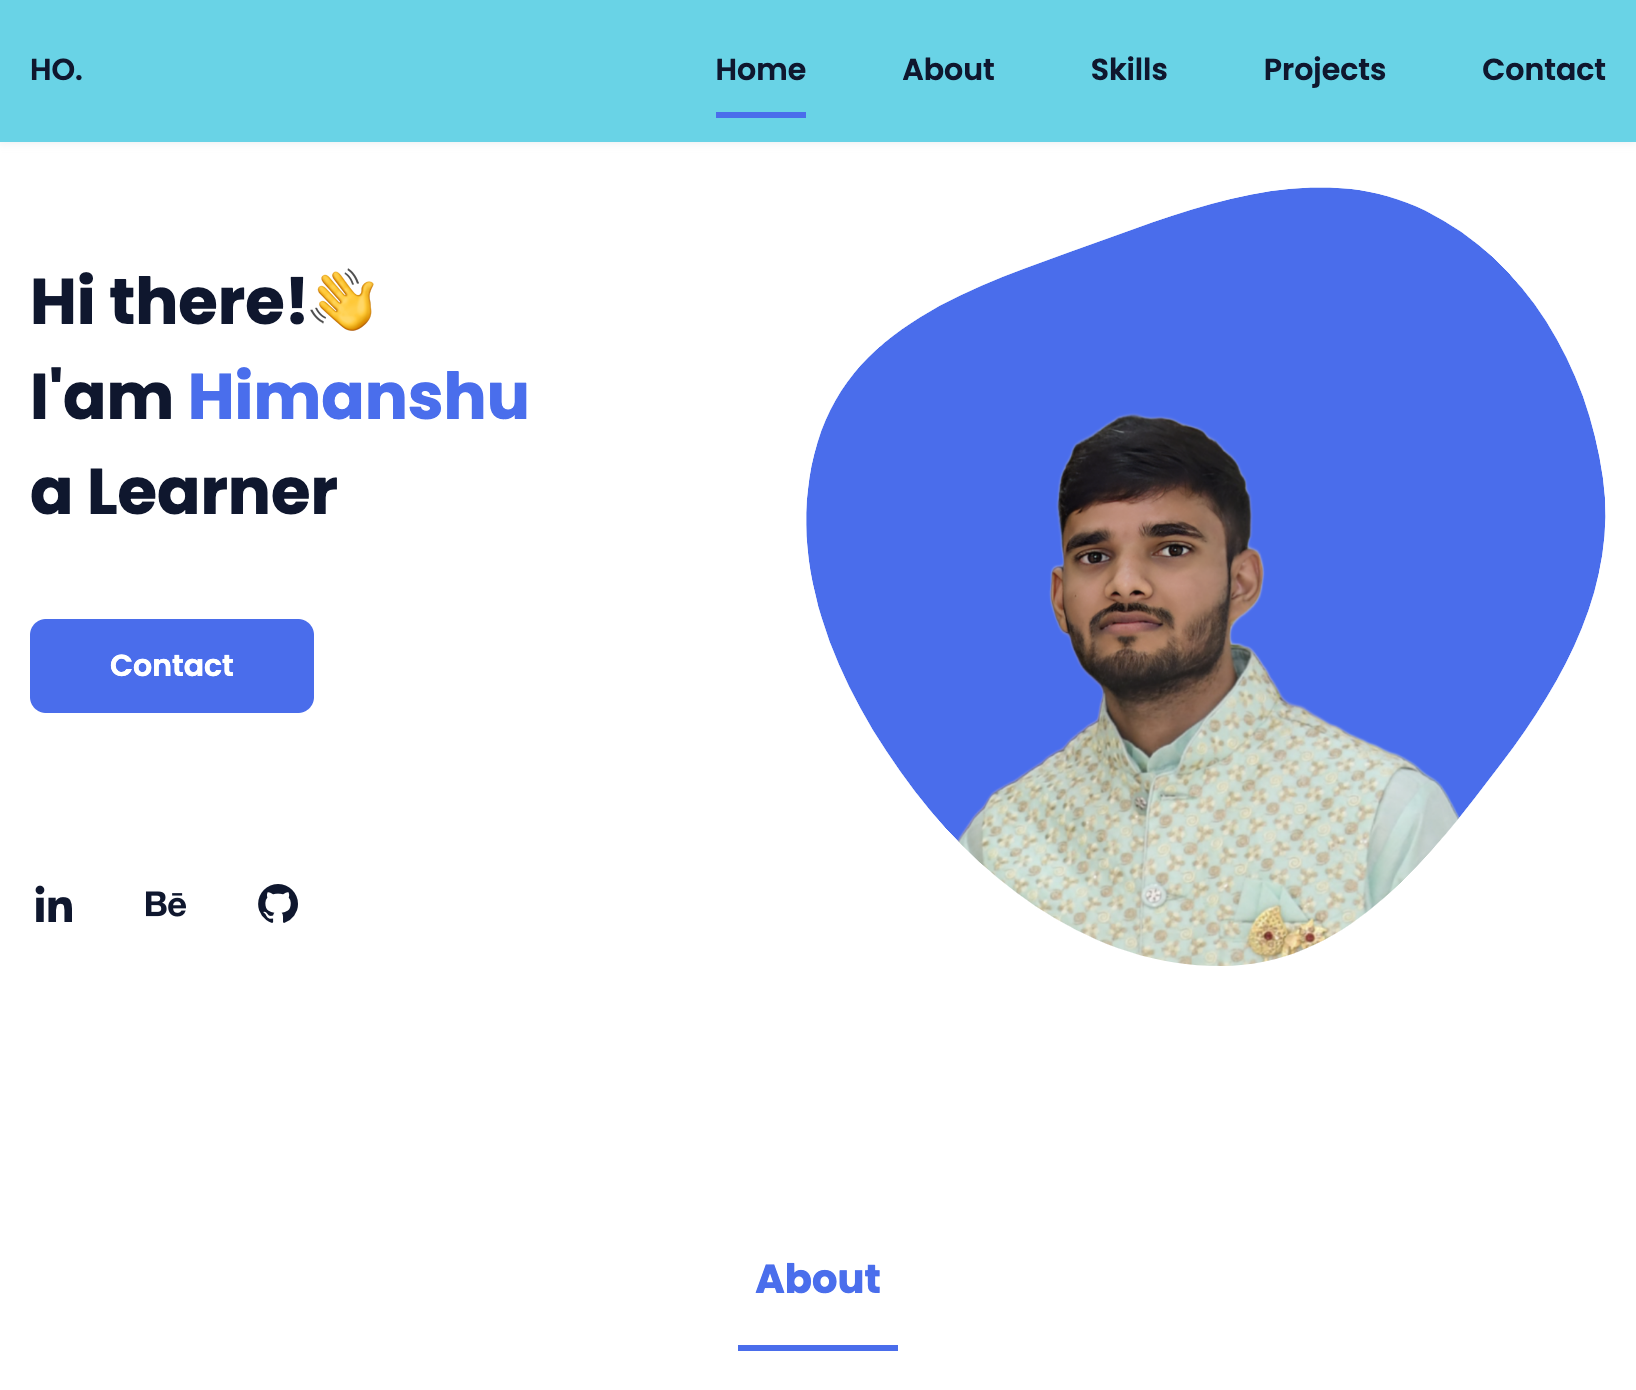 HO.
Home About Skills Projects Contact
Hi there!👋
I'am Himanshu
a Learner
Contact
in Bē
About